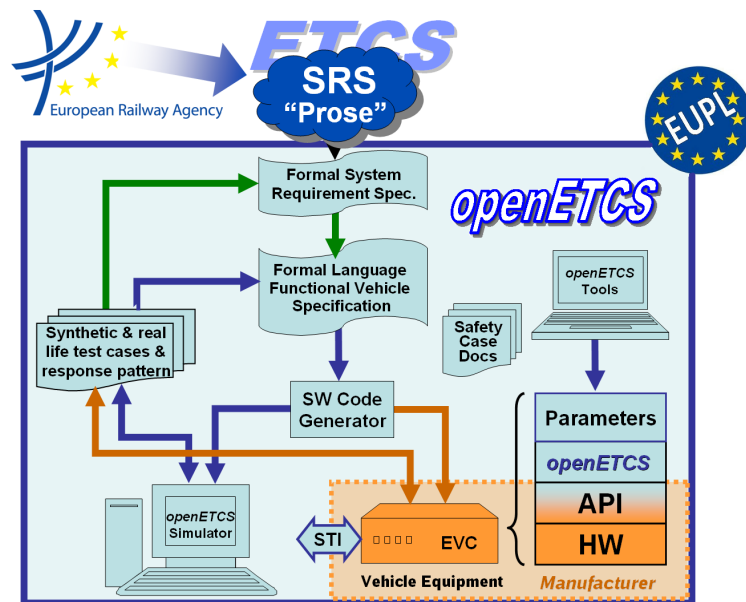 ETCS
SRS
“Prose”
European Railway Agency
EUPL
Formal System
Requirement Spec.
openETCS
Formal Language
Functional Vehicle
Specification
openETCS
Tools
Synthetic & real
life test cases &
response pattern
Safety
Case
Docs
SW Code
Generator
Parameters
openETCS
API
HW
openETCS
Simulator
STI
EVC
Vehicle Equipment
Manufacturer